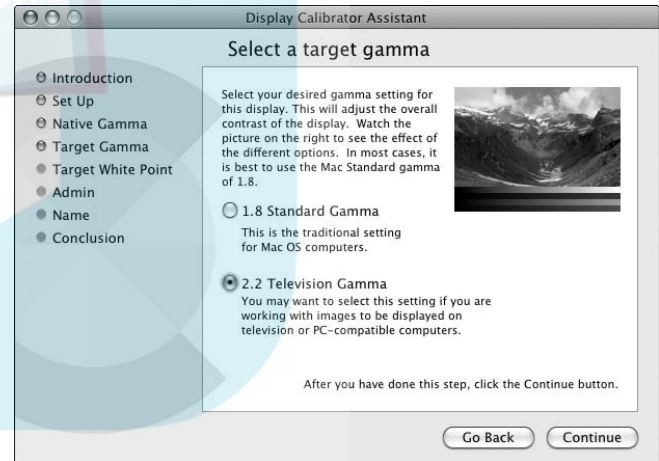 Display Calibrator Assistant
Select a target gamma
Introduction
Set Up
Native Gamma
Target Gamma
Target White Point
Admin
Name
Conclusion
Select your desired gamma setting for
this display. This will adjust the overall
contrast of the display. Watch the
picture on the right to see the effect of
the different options. In most cases, it
is best to use the Mac Standard gamma
of 1.8.
1.8 Standard Gamma
This is the traditional setting
for Mac OS computers.
2.2 Television Gamma
You may want to select this setting if you are
working with images to be displayed on
television or PC-compatible computers.
After you have done this step, click the Continue button.
Go Back
Continue